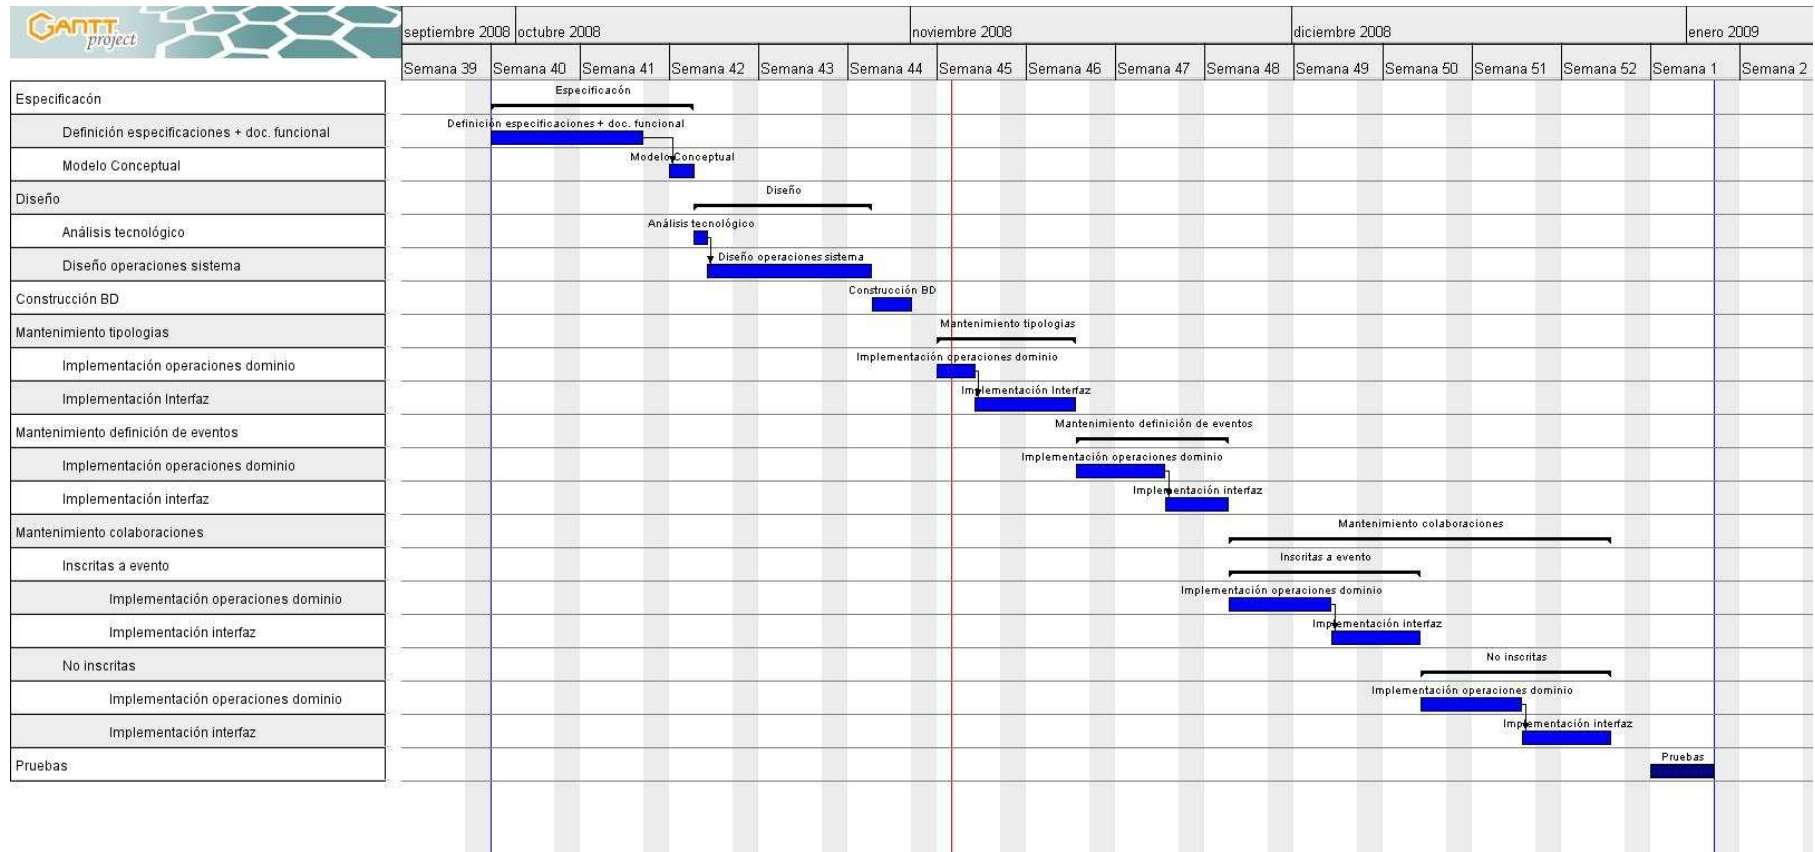 GANTT
project
septiembre 2008 octubre 2008 noviembre 2008 diciembre 2008 enero 2009
Semana 39 Semana 40 Semana 41 Semana 42 Semana 43 Semana 44 Semana 45 Semana 46 Semana 47 Semana 48 Semana 49 Semana 50 Semana 51 Semana 52 Semana 1 Semana 2
Especificacón Especificacón
Definición especificaciones + doc. funcional Definición especificaciones + doc. funcional
Modelo Conceptual Modelo Conceptual
Diseño Diseño
Análisis tecnológico Análisis tecnológico
Diseño operaciones sistema Diseño operaciones sistema
Construcción BD Construcción BD
Mantenimiento tipologias Mantenimiento tipologias
Implementación operaciones dominio Implementación operaciones dominio
Implementación Interfaz Implementación Interfaz
Mantenimiento definición de eventos Mantenimiento definición de eventos
Implementación operaciones dominio Implementación operaciones dominio
Implementación interfaz Implementación interfaz
Mantenimiento colaboraciones Mantenimiento colaboraciones
Inscritas a evento Inscritas a evento
Implementación operaciones dominio Implementación operaciones dominio
Implementación interfaz Implementación interfaz
No inscritas No inscritas
Implementación operaciones dominio Implementación operaciones dominio
Implementación interfaz Implementación interfaz
Pruebas Pruebas